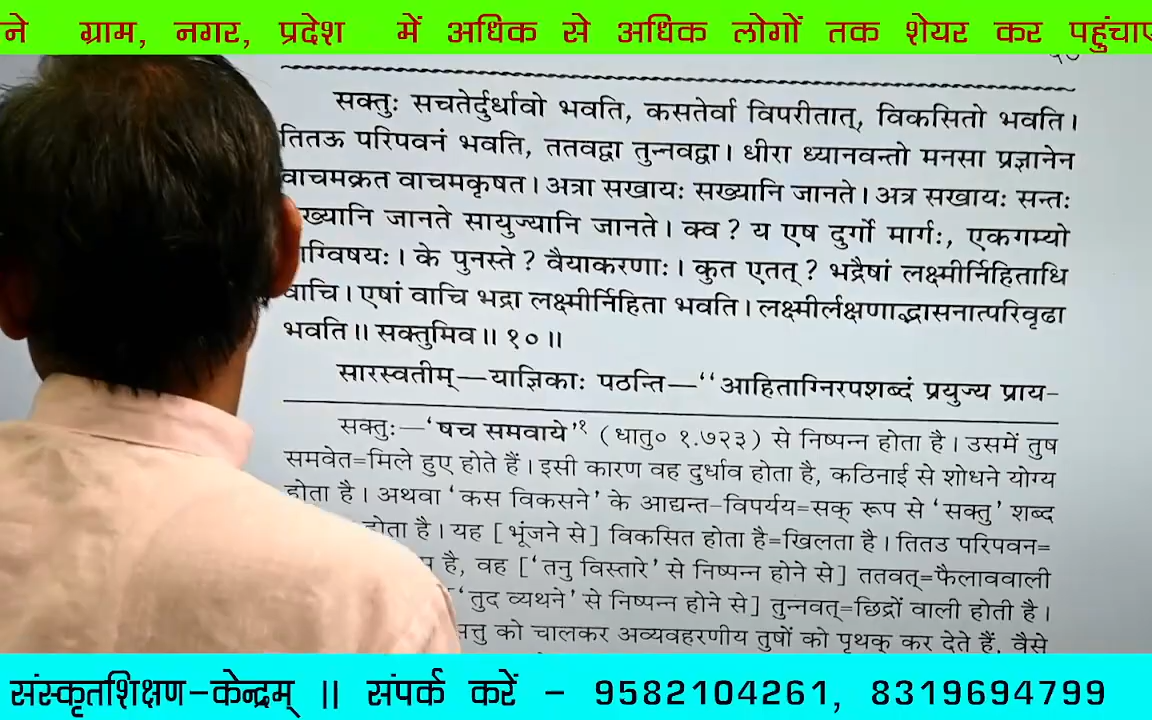 ने ग्राम, नगर, प्रदेश में अधिक से अधिक लोगों तक शेयर कर
सक्तुः सचतेर्दुर्धावो भवति, कसतेर्वा विपरीतात्, विकसितो भवति।
तितऊ परिपवनं भवति, ततवद्वा तुन्नवद्वा। धीरा ध्यानवन्तो मनसा प्रज्ञानेन
वाचमक्रत वाचमकृषत। अत्रा सखायः सख्यानि जानते। अत्र सखायः सन्तः
ख्यानि जानते सायुज्यानि जानते। क्व? य एष दुर्गो मार्गः, एकगम्यो
ग्विषयः। के पुनस्ते? वैयाकरणाः। कुत एतत्? भद्रैषां लक्ष्मीर्निहिताधि
वाचि। एषां वाचि भद्रा लक्ष्मीर्निहिता भवति। लक्ष्मीर्लक्षणाद्भासनात्परिवृढा
भवति॥ सक्तुमिव॥ १०॥
सारस्वतीम्—याज्ञिकाः पठन्ति—‘‘आहिताग्निरपशब्दं प्रयुज्य प्राय-
सक्तुः—‘षच समवाये’१ (धातु० १.७२३) से निष्पन्न होता है। उसमें तुष
समवेत=मिले हुए होते हैं। इसी कारण वह दुर्धाव होता है, कठिनाई से शोधने योग्य
होता है। अथवा ‘कस विकसने’ के आद्यन्त-विपर्यय=सक् रूप से ‘सक्तु’ शब्द
होता है। यह [भूंजने से] विकसित होता है=खिलता है। तितउ परिपवन=
है, वह [‘तनु विस्तारे’ से निष्पन्न होने से] ततवत्=फैलाववाली
‘तुद व्यथने’ से निष्पन्न होने से] तुन्नवत्=छिद्रों वाली होती है।
को चालकर अव्यवहरणीय तुषों को पृथक् कर देते हैं, वैसे
संस्कृतशिक्षण-केन्द्रम् || संपर्क करें - 9582104261, 8319694799